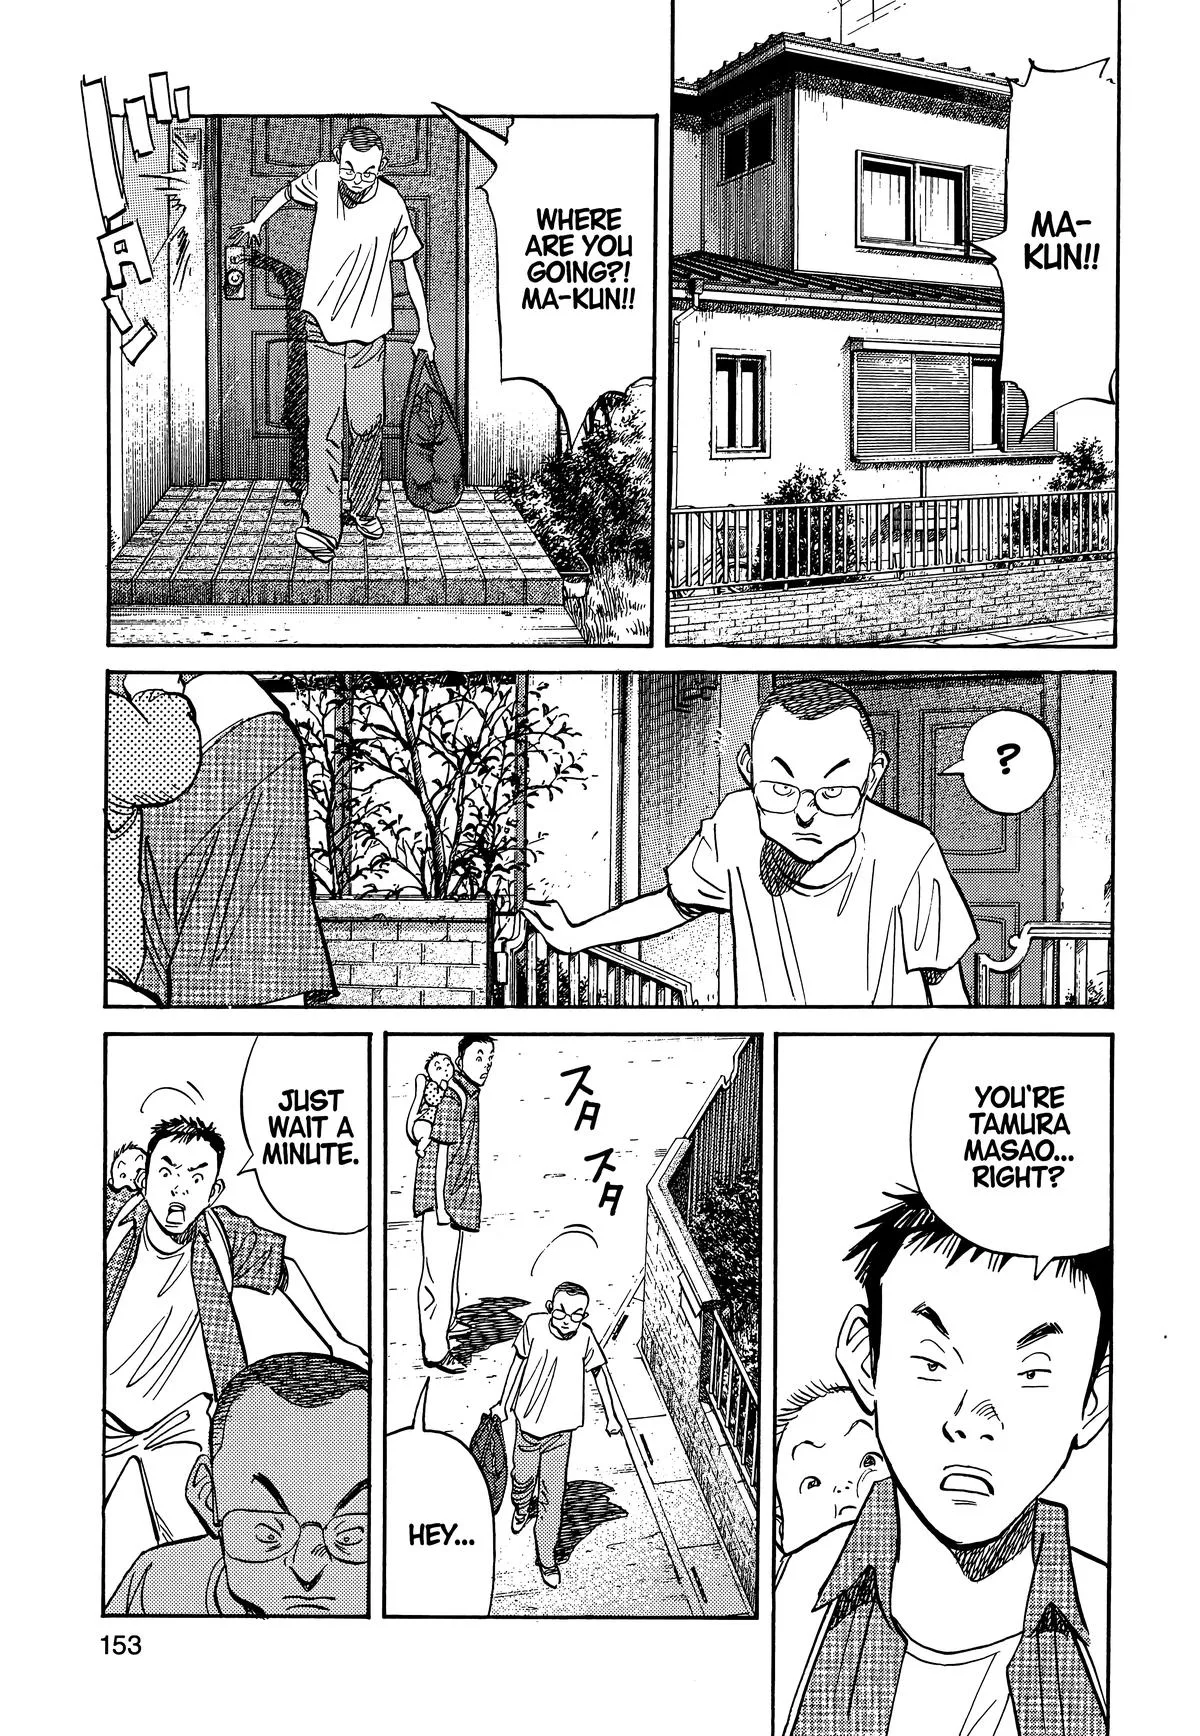 MA-
KUN!!
WHERE
ARE YOU
GOING?!
MA-KUN!!
?
YOU'RE
TAMURA
MASAO...
RIGHT?
スタ
スタ
HEY...
JUST
WAIT A
MINUTE.
153